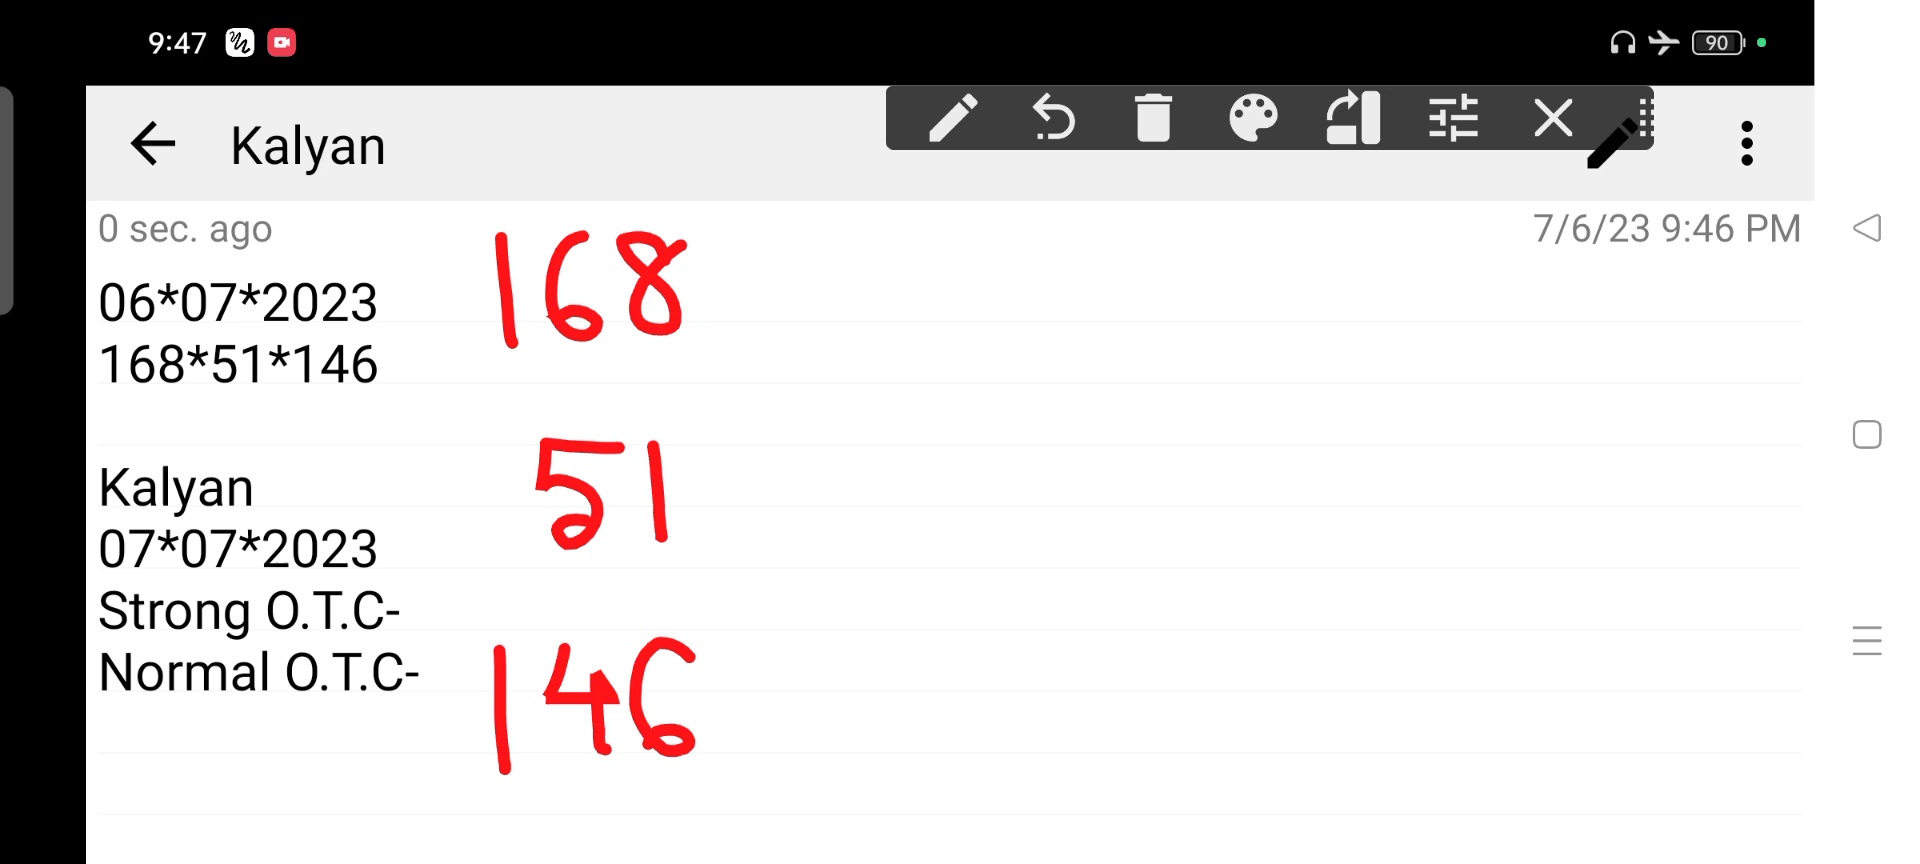 9:47
90
Kalyan
0 sec. ago
7/6/23 9:46 PM
06*07*2023
168*51*146
168
Kalyan
07*07*2023
51
Strong O.T.C-
Normal O.T.C-
146